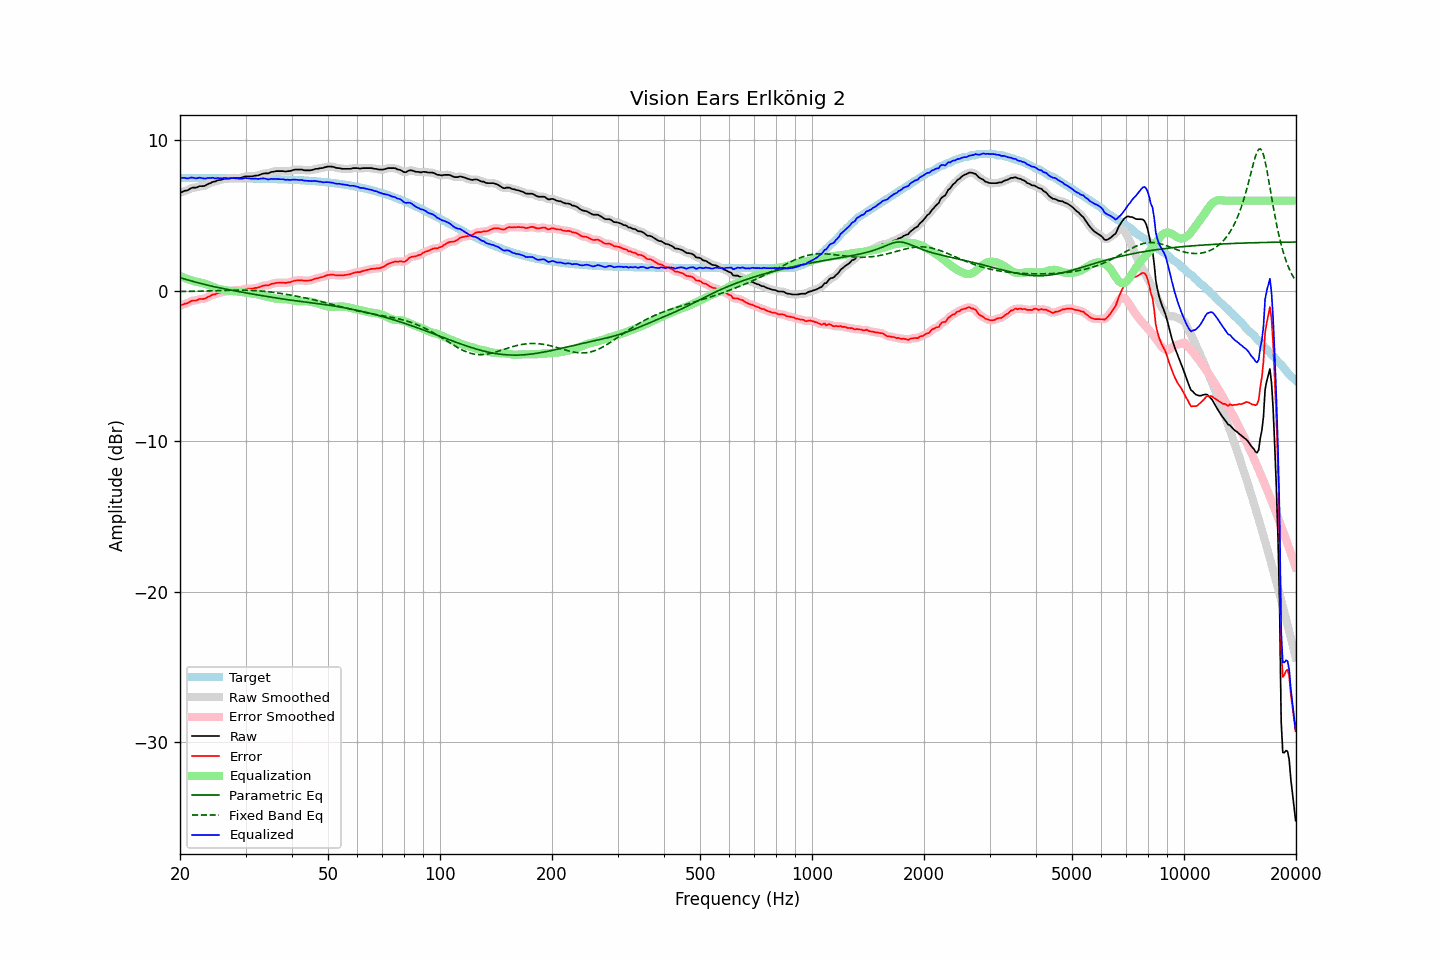 Vision Ears Erlkönig 2
10
0
−10
−20
−30
Amplitude (dBr)
Target
Raw Smoothed
Error Smoothed
Raw
Error
Equalization
Parametric Eq
Fixed Band Eq
Equalized
20 50 100 200 500 1000 2000 5000 10000 20000
Frequency (Hz)